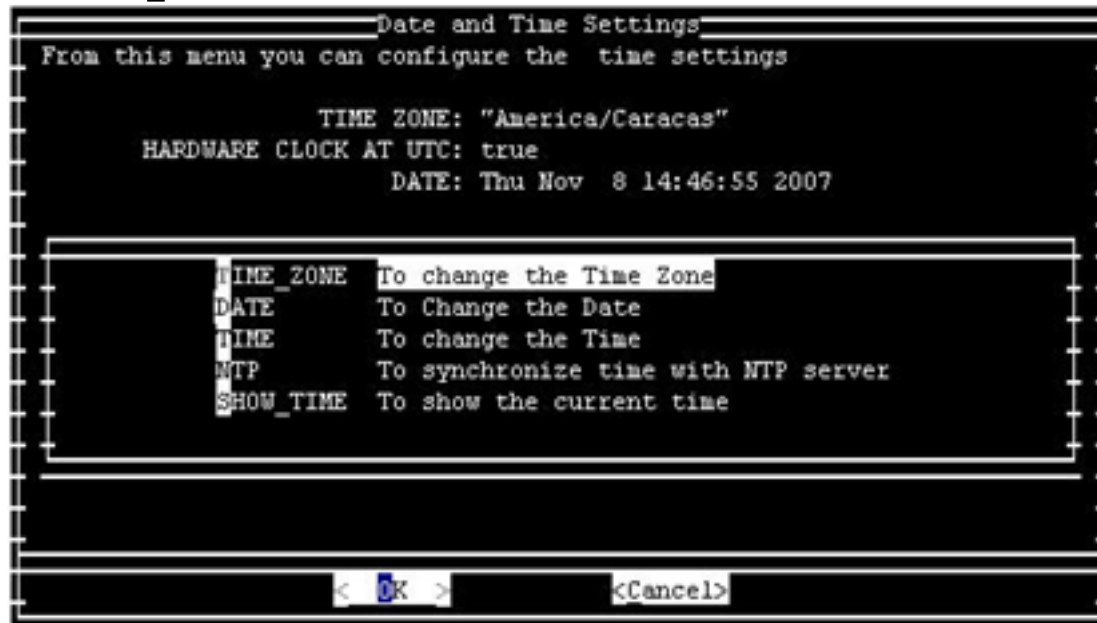 Date and Time Settings
From this menu you can configure the  time settings
TIME ZONE: "America/Caracas"
HARDWARE CLOCK AT UTC: true
DATE: Thu Nov  8 14:46:55 2007
TIME_ZONE  To change the Time Zone
DATE  To Change the Date
TIME  To change the Time
NTP  To synchronize time with NTP server
SHOW_TIME  To show the current time
<  OK  > <Cancel>